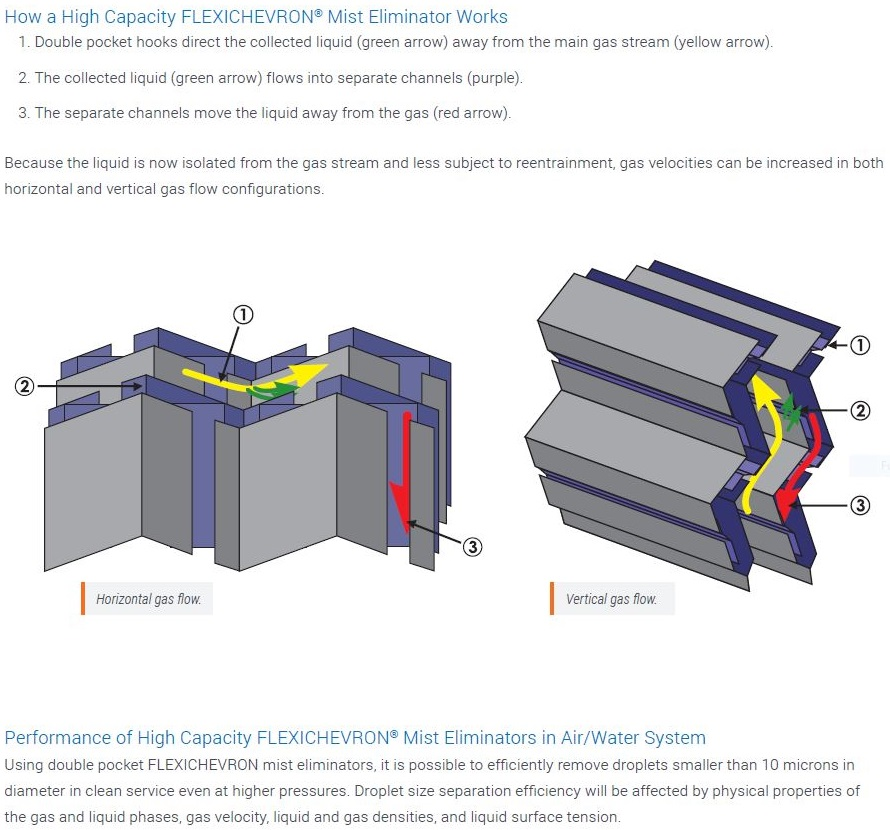 How a High Capacity FLEXICHEVRON® Mist Eliminator Works
1. Double pocket hooks direct the collected liquid (green arrow) away from the main gas stream (yellow arrow).
2. The collected liquid (green arrow) flows into separate channels (purple).
3. The separate channels move the liquid away from the gas (red arrow).
Because the liquid is now isolated from the gas stream and less subject to reentrainment, gas velocities can be increased in both
horizontal and vertical gas flow configurations.
1
2
3
Horizontal gas flow.
1
2
3
Vertical gas flow.
Performance of High Capacity FLEXICHEVRON® Mist Eliminators in Air/Water System
Using double pocket FLEXICHEVRON mist eliminators, it is possible to efficiently remove droplets smaller than 10 microns in
diameter in clean service even at higher pressures. Droplet size separation efficiency will be affected by physical properties of
the gas and liquid phases, gas velocity, liquid and gas densities, and liquid surface tension.